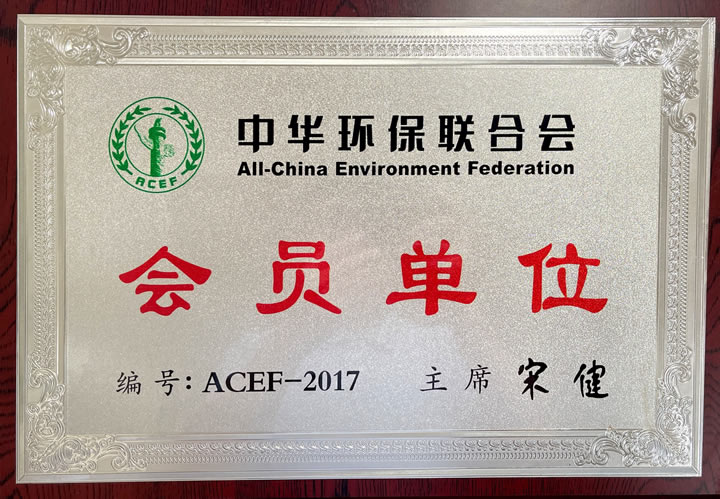 中华环保联合会
All-China Environment Federation
ACEF
会员单位
编号：ACEF-2017 主席 宋健